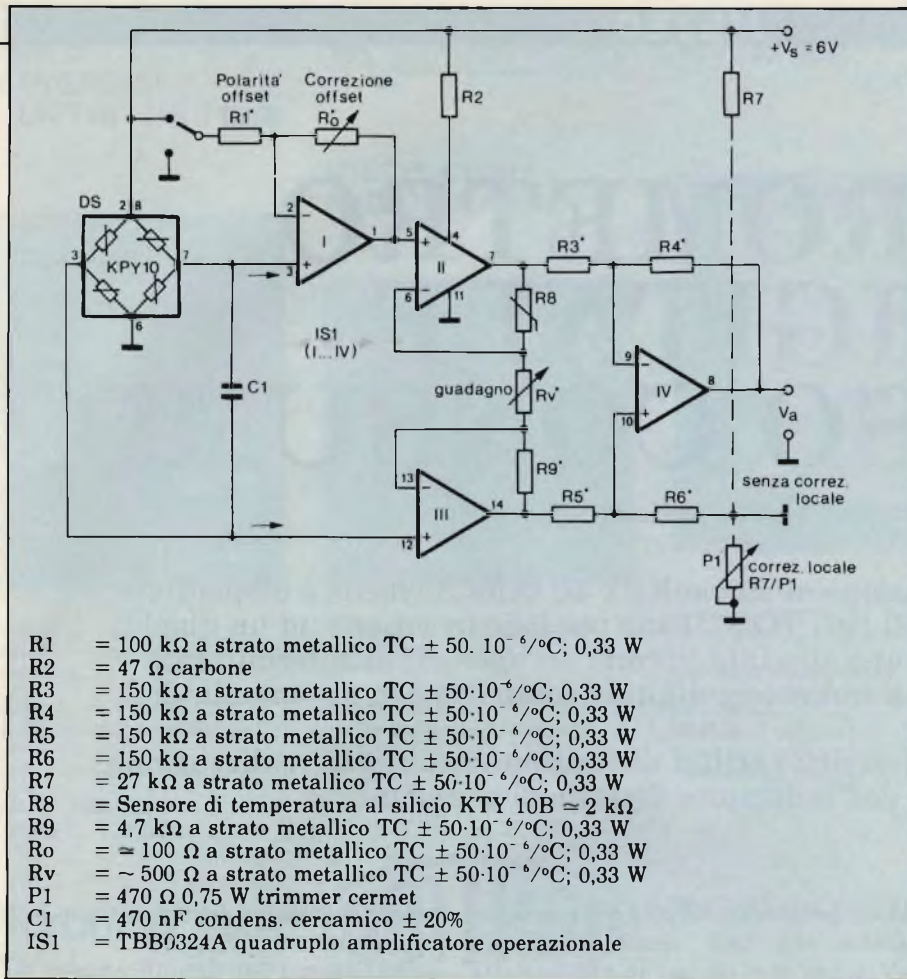 +Vs = 6V
Polarita' offset
Correzione offset
R1*
R*o
R2
R7
DS
2 8
3
KPY10
7
6
2
−
3
+
I
1
5
+
4
II
7
6
−
11
R3*
R4*
R8
IS1
(I...IV)
C1
guadagno
Rv*
9
−
IV
8
10
+
Va
13
−
R9*
III
14
12
+
R5*
R6*
senza correz. locale
P1
correz. locale
R7/P1
R1 = 100 kΩ a strato metallico TC ± 50. 10⁻⁶/°C; 0,33 W
R2 = 47 Ω carbone
R3 = 150 kΩ a strato metallico TC ± 50·10⁻⁶/°C; 0,33 W
R4 = 150 kΩ a strato metallico TC ± 50·10⁻⁶/°C; 0,33 W
R5 = 150 kΩ a strato metallico TC ± 50·10⁻⁶/°C; 0,33 W
R6 = 150 kΩ a strato metallico TC ± 50·10⁻⁶/°C; 0,33 W
R7 = 27 kΩ a strato metallico TC ± 50·10⁻⁶/°C; 0,33 W
R8 = Sensore di temperatura al silicio KTY 10B ≃ 2 kΩ
R9 = 4,7 kΩ a strato metallico TC ± 50·10⁻⁶/°C; 0,33 W
Ro = ≃ 100 Ω a strato metallico TC ± 50·10⁻⁶/°C; 0,33 W
Rv = ~ 500 Ω a strato metallico TC ± 50·10⁻⁶/°C; 0,33 W
P1 = 470 Ω 0,75 W trimmer cermet
C1 = 470 nF condens. cercamico ± 20%
IS1 = TBB0324A quadruplo amplificatore operazionale